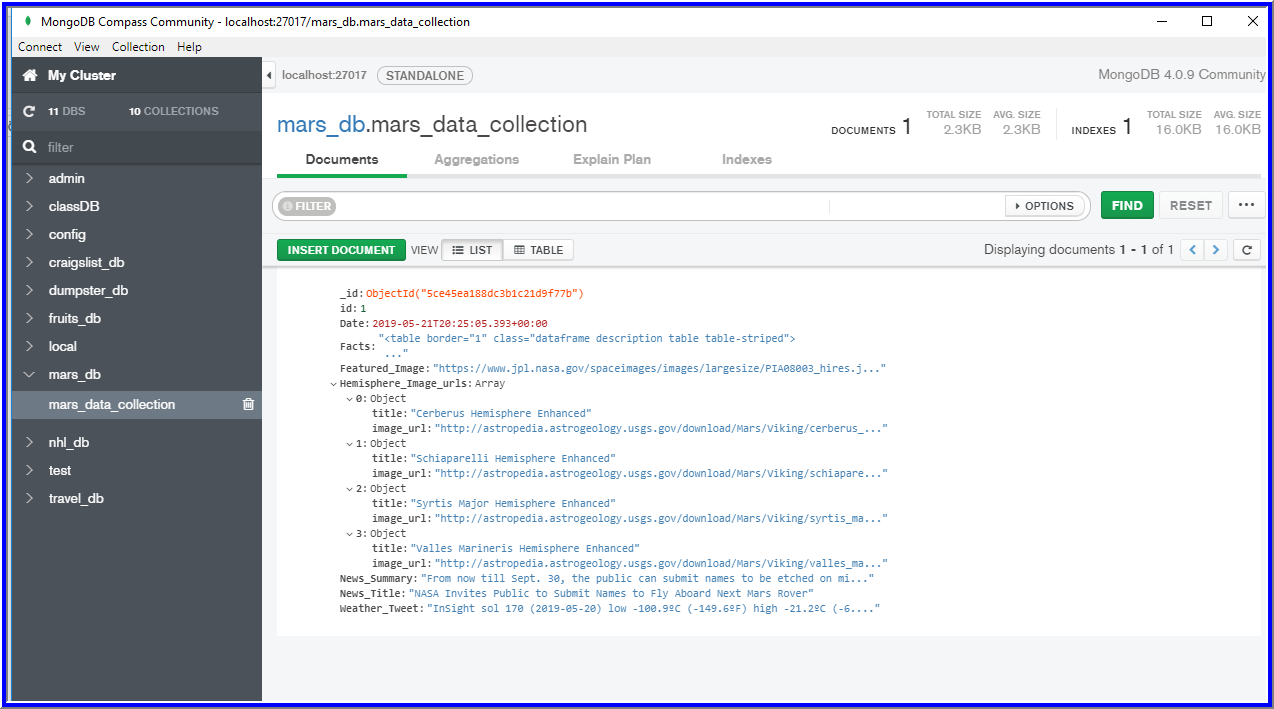 MongoDB Compass Community - localhost:27017/mars_db.mars_data_collection
Connect View Collection Help
My Cluster
localhost:27017 STANDALONE MongoDB 4.0.9 Community
11 DBS 10 COLLECTIONS
filter
admin
classDB
config
craigslist_db
dumpster_db
fruits_db
local
mars_db
mars_data_collection
nhl_db
test
travel_db
mars_db.mars_data_collection
DOCUMENTS 1 TOTAL SIZE 2.3KB AVG. SIZE 2.3KB INDEXES 1 TOTAL SIZE 16.0KB AVG. SIZE 16.0KB
Documents Aggregations Explain Plan Indexes
FILTER OPTIONS FIND RESET ...
INSERT DOCUMENT VIEW LIST TABLE Displaying documents 1 - 1 of 1
_id: ObjectId("5ce45ea188dc3b1c21d9f77b")
id: 1
Date: 2019-05-21T20:25:05.393+00:00
Facts: "<table border="1" class="dataframe description table table-striped">
..."
Featured_Image: "https://www.jpl.nasa.gov/spaceimages/images/largesize/PIA08003_hires.j..."
Hemisphere_Image_urls: Array
0: Object
title: "Cerberus Hemisphere Enhanced"
image_url: "http://astropedia.astrogeology.usgs.gov/download/Mars/Viking/cerberus_..."
1: Object
title: "Schiaparelli Hemisphere Enhanced"
image_url: "http://astropedia.astrogeology.usgs.gov/download/Mars/Viking/schiapare..."
2: Object
title: "Syrtis Major Hemisphere Enhanced"
image_url: "http://astropedia.astrogeology.usgs.gov/download/Mars/Viking/syrtis_ma..."
3: Object
title: "Valles Marineris Hemisphere Enhanced"
image_url: "http://astropedia.astrogeology.usgs.gov/download/Mars/Viking/valles_ma..."
News_Summary: "From now till Sept. 30, the public can submit names to be etched on mi..."
News_Title: "NASA Invites Public to Submit Names to Fly Aboard Next Mars Rover"
Weather_Tweet: "InSight sol 170 (2019-05-20) low -100.9ºC (-149.6ºF) high -21.2ºC (-6...."